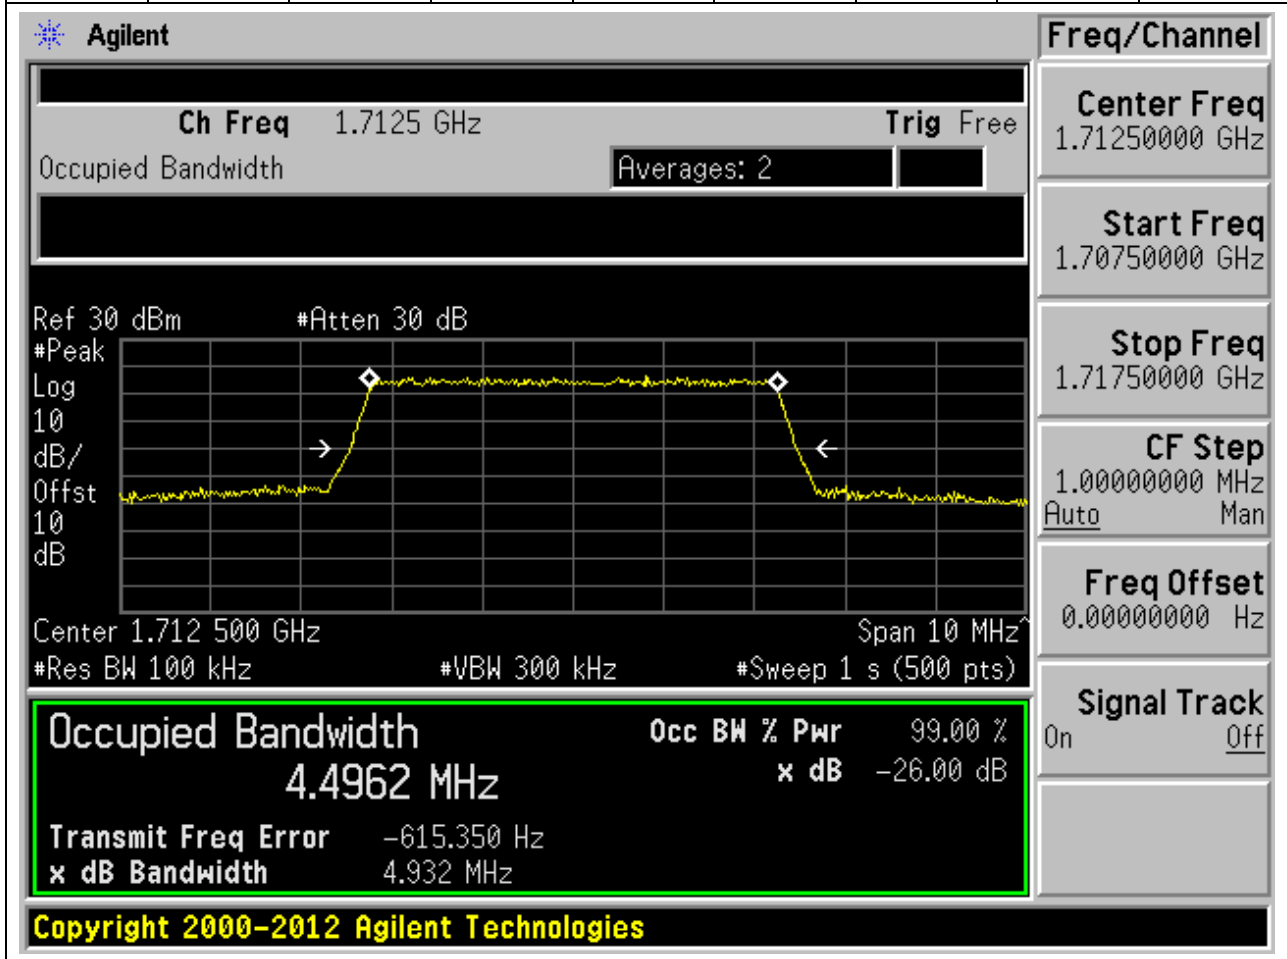 Agilent
Freq/Channel
Ch Freq 1.7125 GHz Trig Free
Occupied Bandwidth Averages: 2
Center Freq
1.71250000 GHz
Start Freq
1.70750000 GHz
Stop Freq
1.71750000 GHz
CF Step
1.00000000 MHz
Auto Man
Freq Offset
0.00000000 Hz
Signal Track
On Off
Ref 30 dBm #Atten 30 dB
#Peak
Log
10
dB/
Offst
10
dB
Center 1.712 500 GHz Span 10 MHz^
#Res BW 100 kHz #VBW 300 kHz #Sweep 1 s (500 pts)
Occupied Bandwidth Occ BW % Pwr 99.00 %
4.4962 MHz x dB -26.00 dB
Transmit Freq Error -615.350 Hz
x dB Bandwidth 4.932 MHz
Copyright 2000-2012 Agilent Technologies